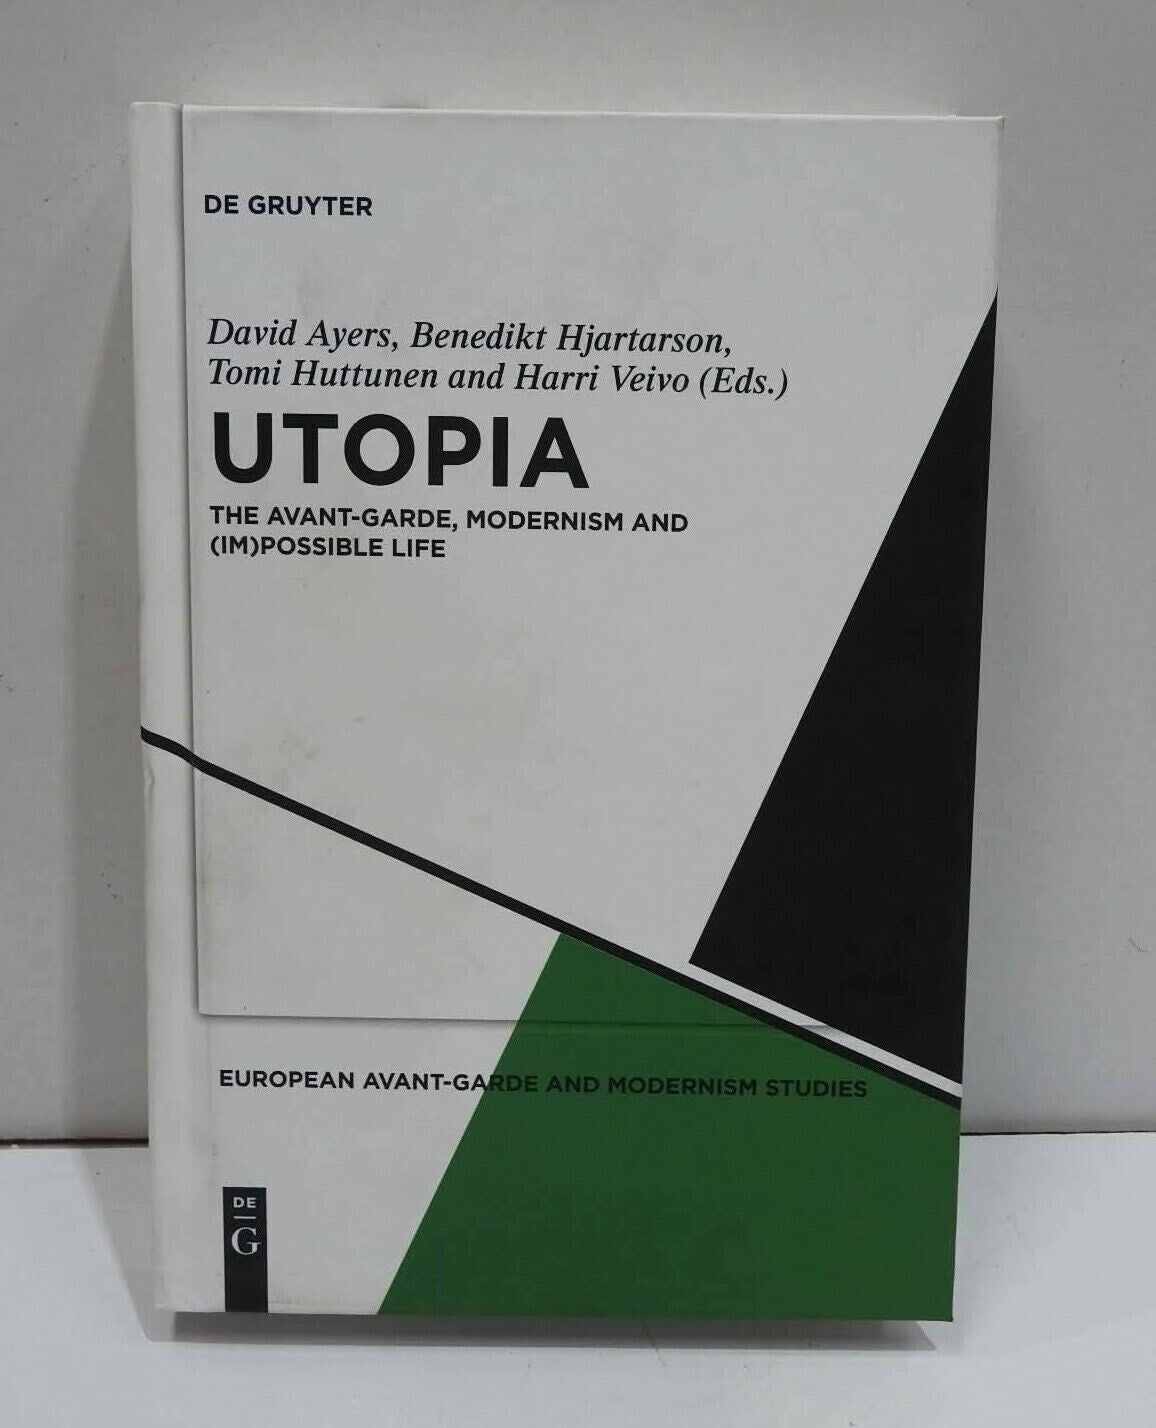 DE GRUYTER
David Ayers, Benedikt Hjartarson,
Tomi Huttunen and Harri Veivo (Eds.)
UTOPIA
THE AVANT-GARDE, MODERNISM AND
(IM)POSSIBLE LIFE
EUROPEAN AVANT-GARDE AND MODERNISM STUDIES
DE
G